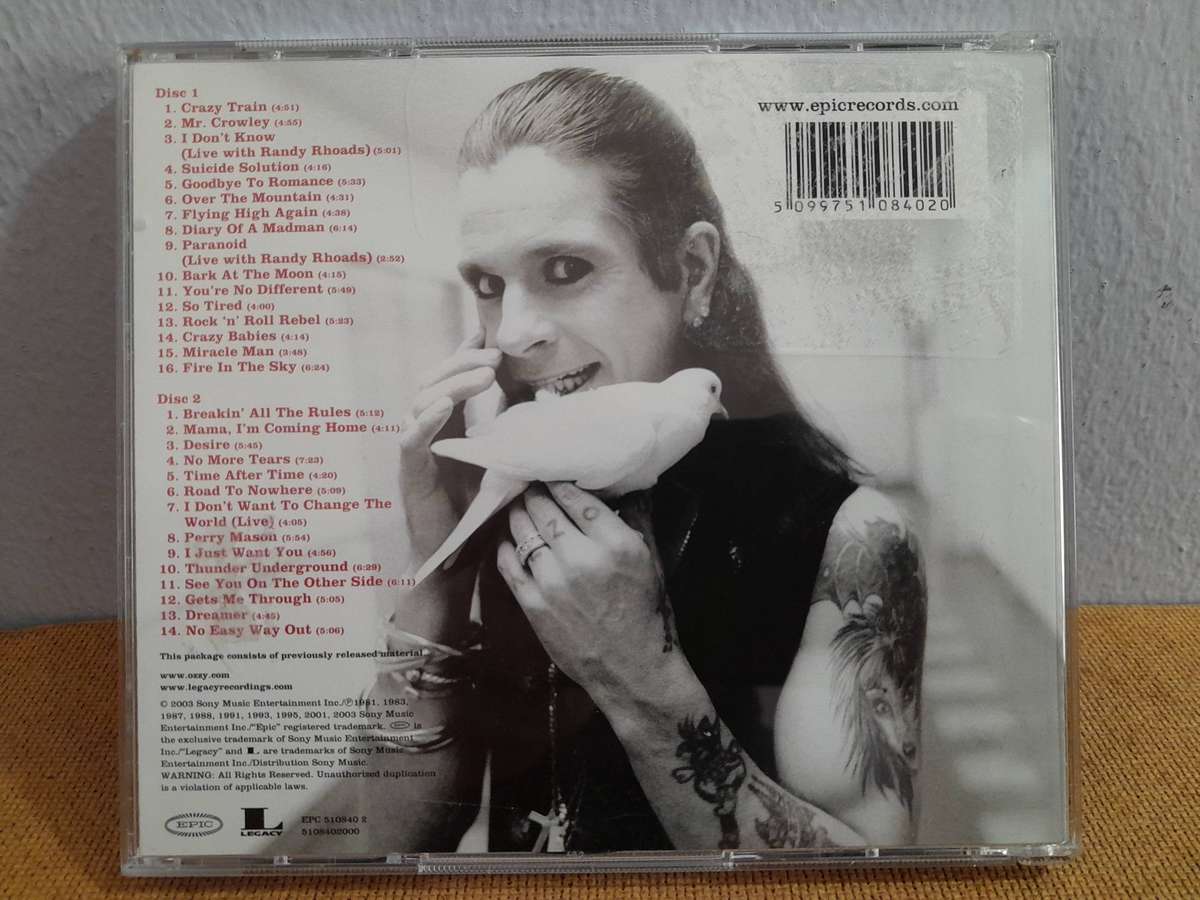 Disc 1
1. Crazy Train (4:51)
2. Mr. Crowley (4:55)
3. I Don't Know
(Live with Randy Rhoads) (5:01)
4. Suicide Solution (4:16)
5. Goodbye To Romance (5:33)
6. Over The Mountain (4:31)
7. Flying High Again (4:38)
8. Diary Of A Madman (6:14)
9. Paranoid
(Live with Randy Rhoads) (2:52)
10. Bark At The Moon (4:15)
11. You're No Different (5:49)
12. So Tired (4:00)
13. Rock 'n' Roll Rebel (5:23)
14. Crazy Babies (4:14)
15. Miracle Man (3:48)
16. Fire In The Sky (6:24)
Disc 2
1. Breakin' All The Rules (5:12)
2. Mama, I'm Coming Home (4:11)
3. Desire (5:45)
4. No More Tears (7:23)
5. Time After Time (4:20)
6. Road To Nowhere (5:09)
7. I Don't Want To Change The
World (Live) (4:05)
8. Perry Mason (5:54)
9. I Just Want You (4:56)
10. Thunder Underground (6:29)
11. See You On The Other Side (6:11)
12. Gets Me Through (5:05)
13. Dreamer (4:45)
14. No Easy Way Out (5:06)
This package consists of previously released material
www.ozzy.com
www.legacyrecordings.com
© 2003 Sony Music Entertainment Inc./℗ 1981, 1983,
1987, 1988, 1991, 1993, 1995, 2001, 2003 Sony Music
Entertainment Inc./"Epic" registered trademark. EPIC is
the exclusive trademark of Sony Music Entertainment
Inc./"Legacy" and L are trademarks of Sony Music
Entertainment Inc./Distribution Sony Music.
WARNING: All Rights Reserved. Unauthorized duplication
is a violation of applicable laws.
EPIC
L
LEGACY
EPC 510840 2
5108402000
www.epicrecords.com
5 099751 084020